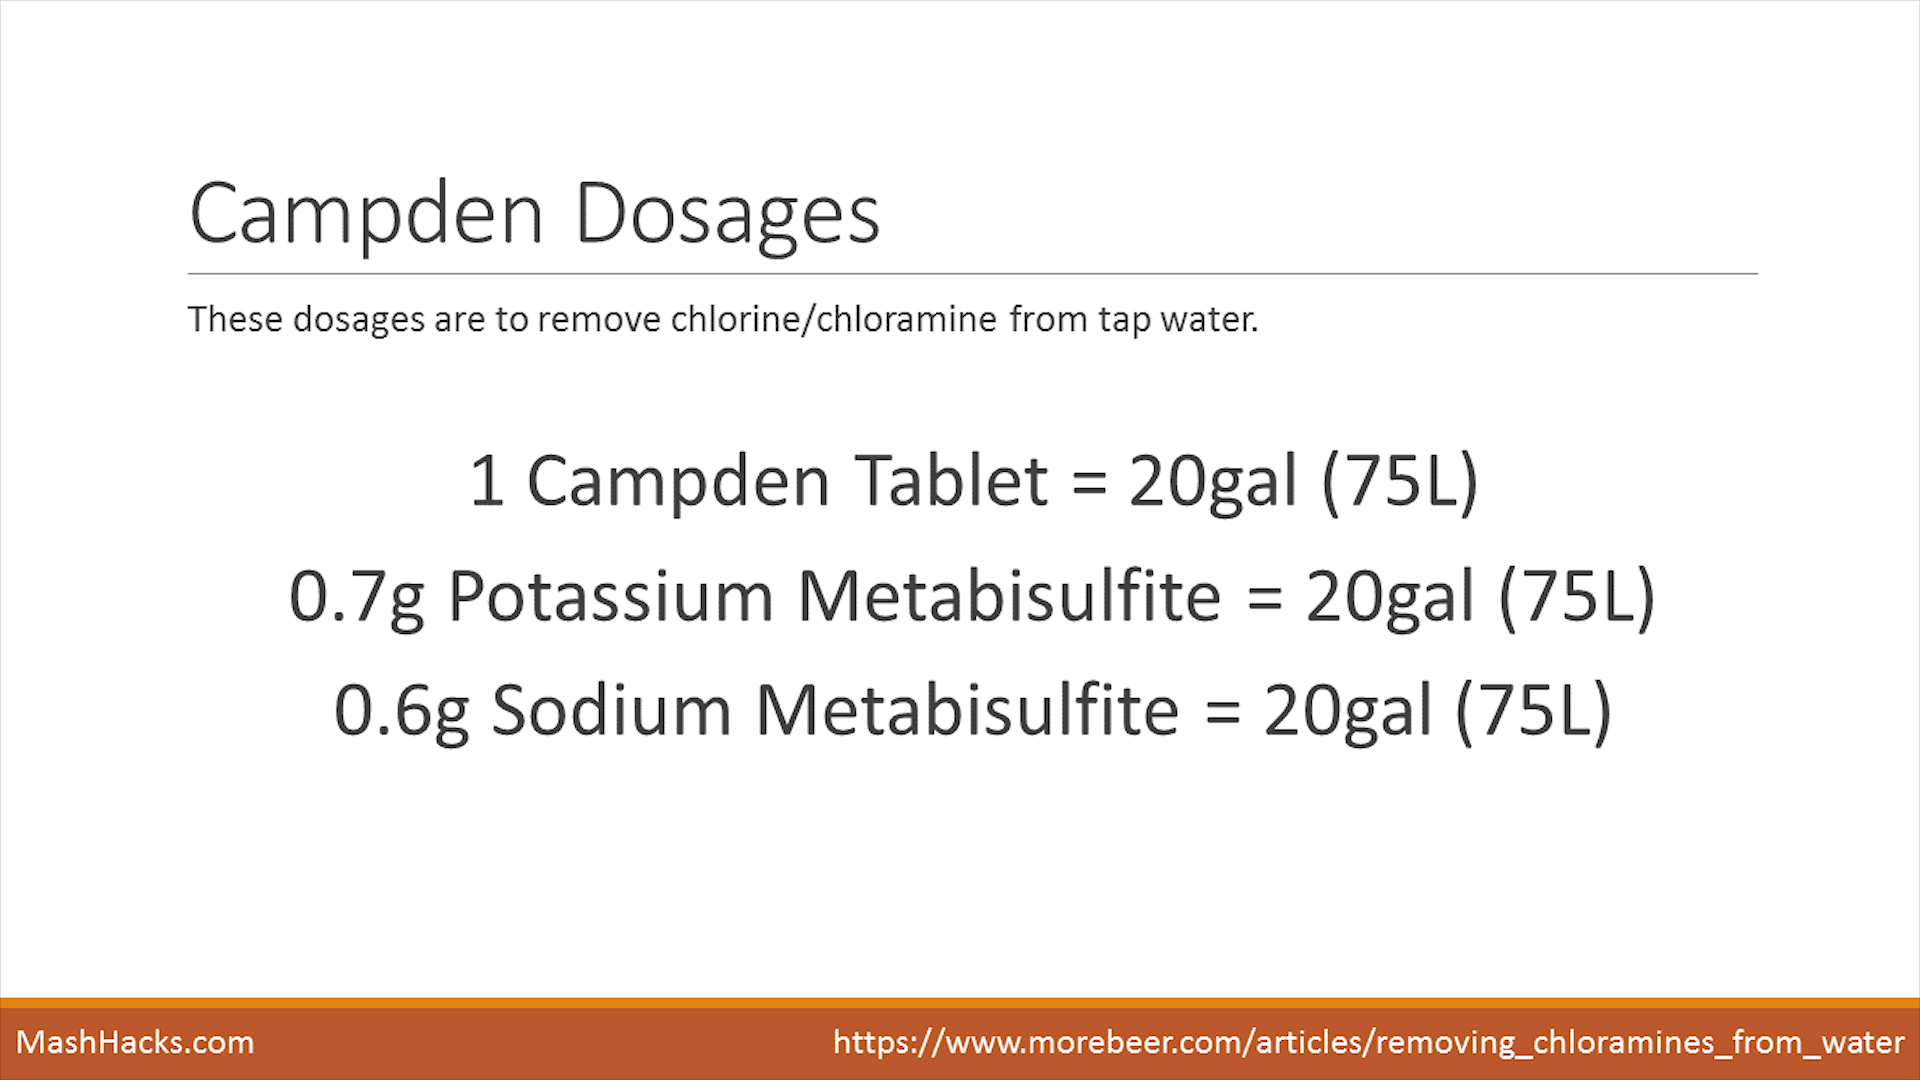 Campden Dosages
These dosages are to remove chlorine/chloramine from tap water.
1 Campden Tablet = 20gal (75L)
0.7g Potassium Metabisulfite = 20gal (75L)
0.6g Sodium Metabisulfite = 20gal (75L)
MashHacks.com
https://www.morebeer.com/articles/removing_chloramines_from_water